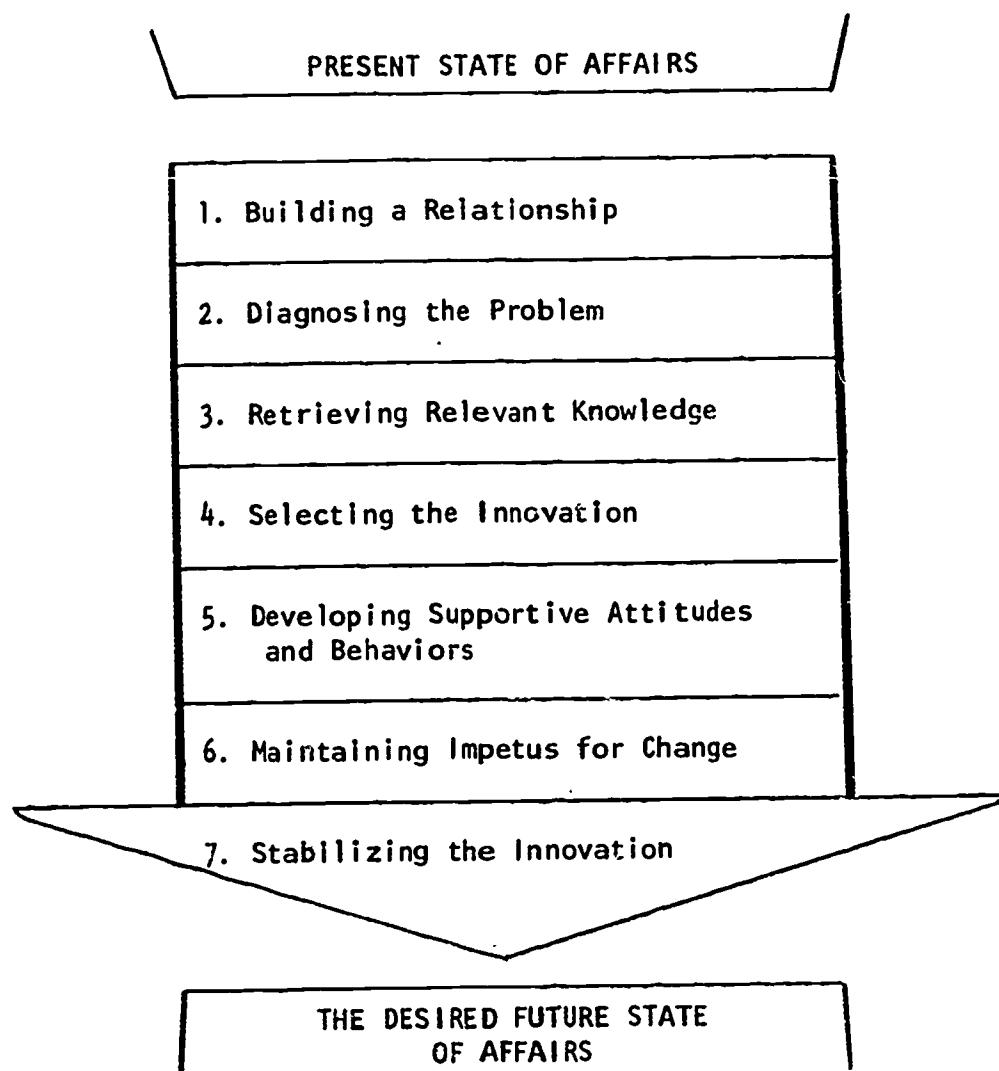 PRESENT STATE OF AFFAIRS
1. Building a Relationship
2. Diagnosing the Problem
3. Retrieving Relevant Knowledge
4. Selecting the Innovation
5. Developing Supportive Attitudes
and Behaviors
6. Maintaining Impetus for Change
7. Stabilizing the Innovation
THE DESIRED FUTURE STATE
OF AFFAIRS